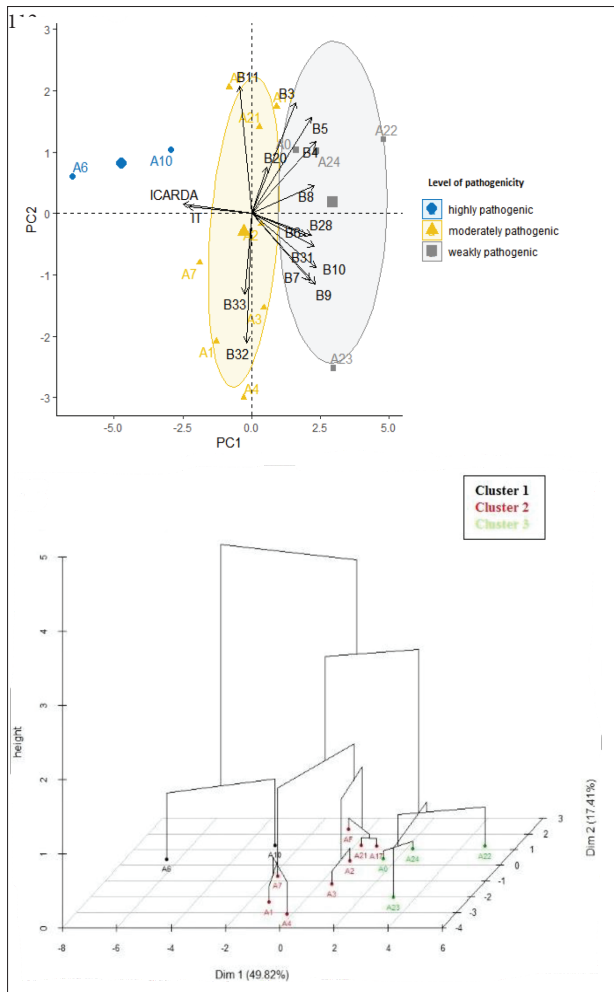 3
B11
B3
A21
B5
A22
A0
B4
A24
A10
B20
A6
ICARDA
B8
IT
B28
B6
A2
B31
B10
A7
B7
B9
B33
A3
A1
B32
A23
A4
2
1
0
-1
-2
-3
PC2
-5.0
-2.5
0.0
2.5
5.0
PC1
Level of pathogenicity
highly pathogenic
moderately pathogenic
weakly pathogenic
Cluster 1
Cluster 2
Cluster 3
5
4
3
2
1
0
height
A6
A10
A7
A1
A4
A21
A2
A3
A0
A24
A22
A23
3
2
1
0
-1
-2
-3
-4
Dim 2 (17.41%)
-8
-6
-4
-2
0
2
4
6
Dim 1 (49.82%)